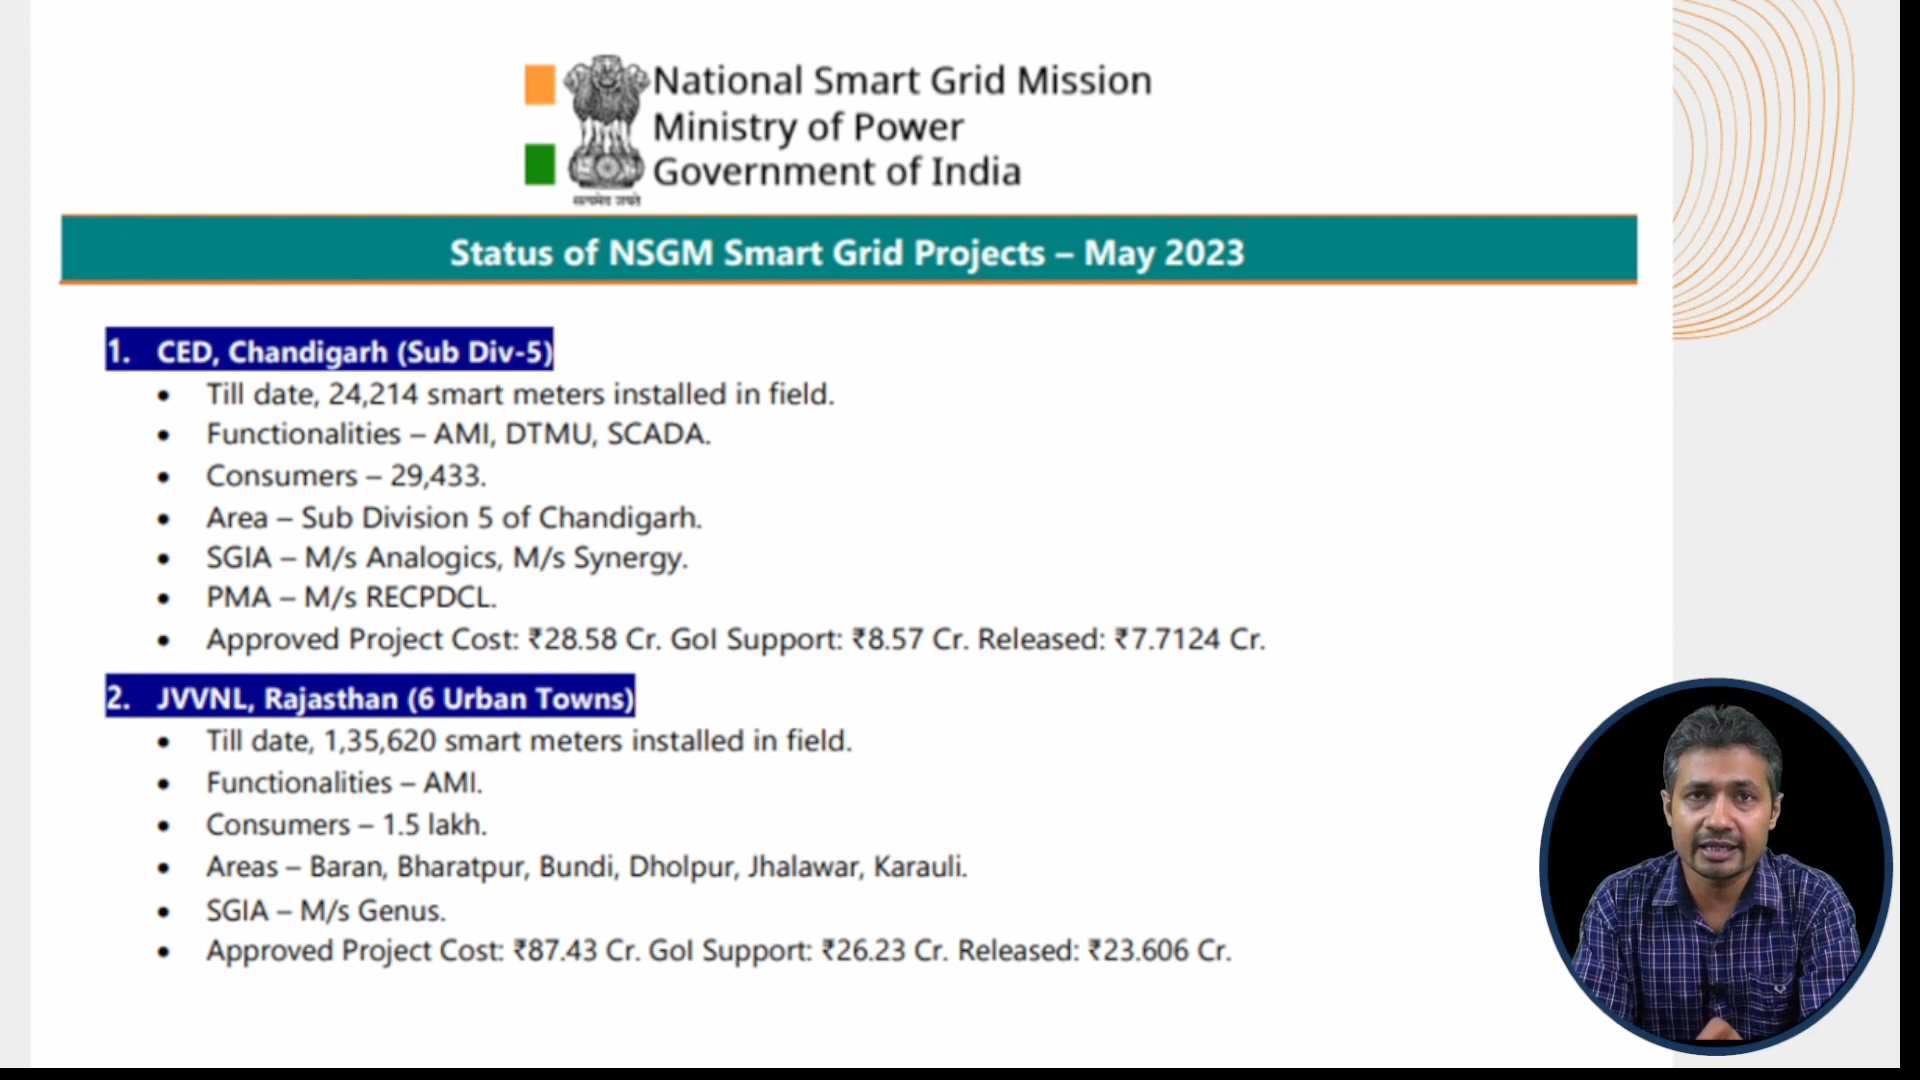 National Smart Grid Mission
Ministry of Power
Government of India
सत्यमेव जयते
Status of NSGM Smart Grid Projects – May 2023
1. CED, Chandigarh (Sub Div-5)
• Till date, 24,214 smart meters installed in field.
• Functionalities – AMI, DTMU, SCADA.
• Consumers – 29,433.
• Area – Sub Division 5 of Chandigarh.
• SGIA – M/s Analogics, M/s Synergy.
• PMA – M/s RECPDCL.
• Approved Project Cost: ₹28.58 Cr. GoI Support: ₹8.57 Cr. Released: ₹7.7124 Cr.
2. JVVNL, Rajasthan (6 Urban Towns)
• Till date, 1,35,620 smart meters installed in field.
• Functionalities – AMI.
• Consumers – 1.5 lakh.
• Areas – Baran, Bharatpur, Bundi, Dholpur, Jhalawar, Karauli.
• SGIA – M/s Genus.
• Approved Project Cost: ₹87.43 Cr. GoI Support: ₹26.23 Cr. Released: ₹23.606 Cr.